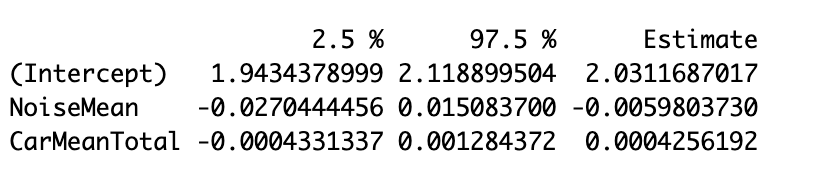 2.5 % 97.5 % Estimate
(Intercept) 1.9434378999 2.118899504 2.0311687017
NoiseMean -0.0270444456 0.015083700 -0.0059803730
CarMeanTotal -0.0004331337 0.001284372 0.0004256192